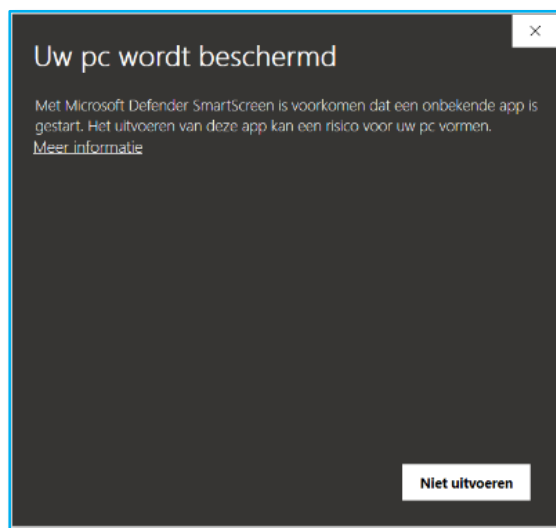 Uw pc wordt beschermd
Met Microsoft Defender SmartScreen is voorkomen dat een onbekende app is
gestart. Het uitvoeren van deze app kan een risico voor uw pc vormen.
Meer informatie
Niet uitvoeren